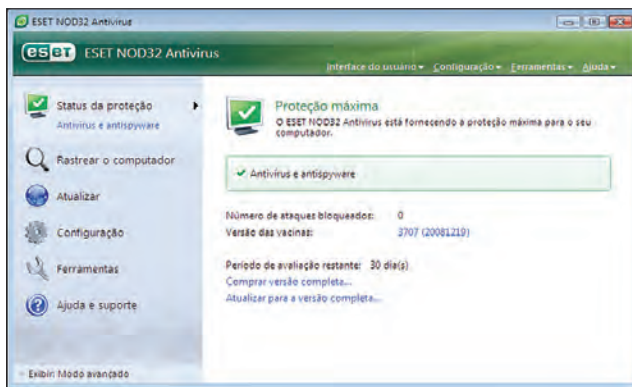 ESET NOD32 Antivirus
eset ESET NOD32 Antivirus
Interface do usuário Configuração Ferramentas Ajuda
Status da proteção
Antivírus e antispyware
Rastrear o computador
Atualizar
Configuração
Ferramentas
Ajuda e suporte
Exibir: Modo avançado
Proteção máxima
O ESET NOD32 Antivirus está fornecendo a proteção máxima para o seu
computador.
Antivírus e antispyware
Número de ataques bloqueados: 0
Versão das vacinas: 3707 (20081219)
Período de avaliação restante: 30 dia(s)
Comprar versão completa...
Atualizar para a versão completa...